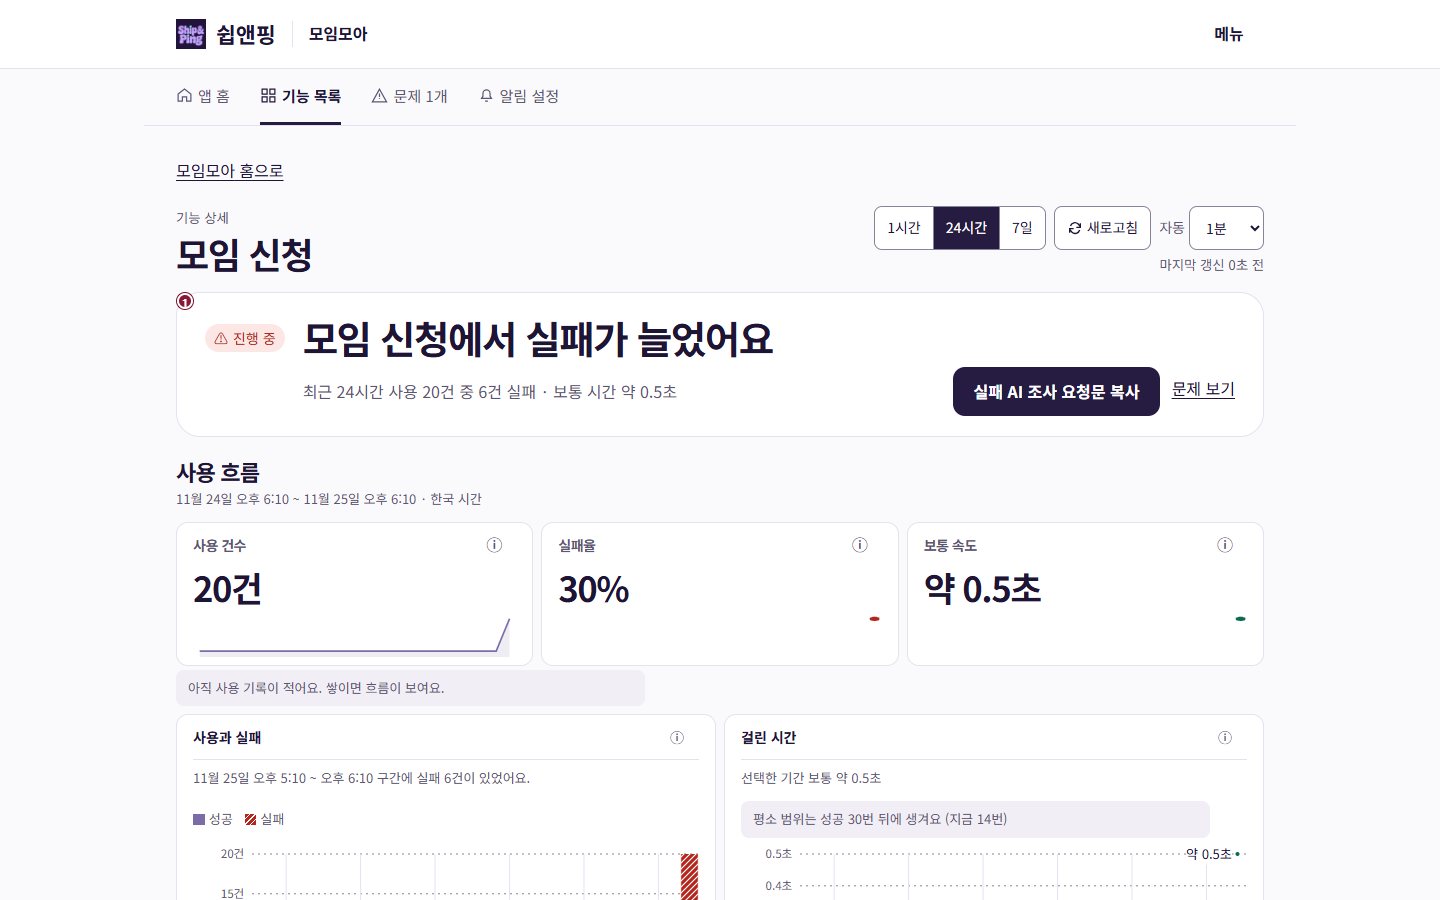 Ship&
Ping
쉽앤핑
모임모아
메뉴
앱 홈
기능 목록
문제 1개
알림 설정
모임모아 홈으로
기능 상세
모임 신청
1시간
24시간
7일
새로고침
자동
1분
마지막 갱신 0초 전
1
진행 중
모임 신청에서 실패가 늘었어요
최근 24시간 사용 20건 중 6건 실패 · 보통 시간 약 0.5초
실패 AI 조사 요청문 복사
문제 보기
사용 흐름
11월 24일 오후 6:10 ~ 11월 25일 오후 6:10 · 한국 시간
사용 건수
20건
실패율
30%
보통 속도
약 0.5초
아직 사용 기록이 적어요. 쌓이면 흐름이 보여요.
사용과 실패
11월 25일 오후 5:10 ~ 오후 6:10 구간에 실패 6건이 있었어요.
성공
실패
20건
15건
걸린 시간
선택한 기간 보통 약 0.5초
평소 범위는 성공 30번 뒤에 생겨요 (지금 14번)
0.5초
약 0.5초
0.4초